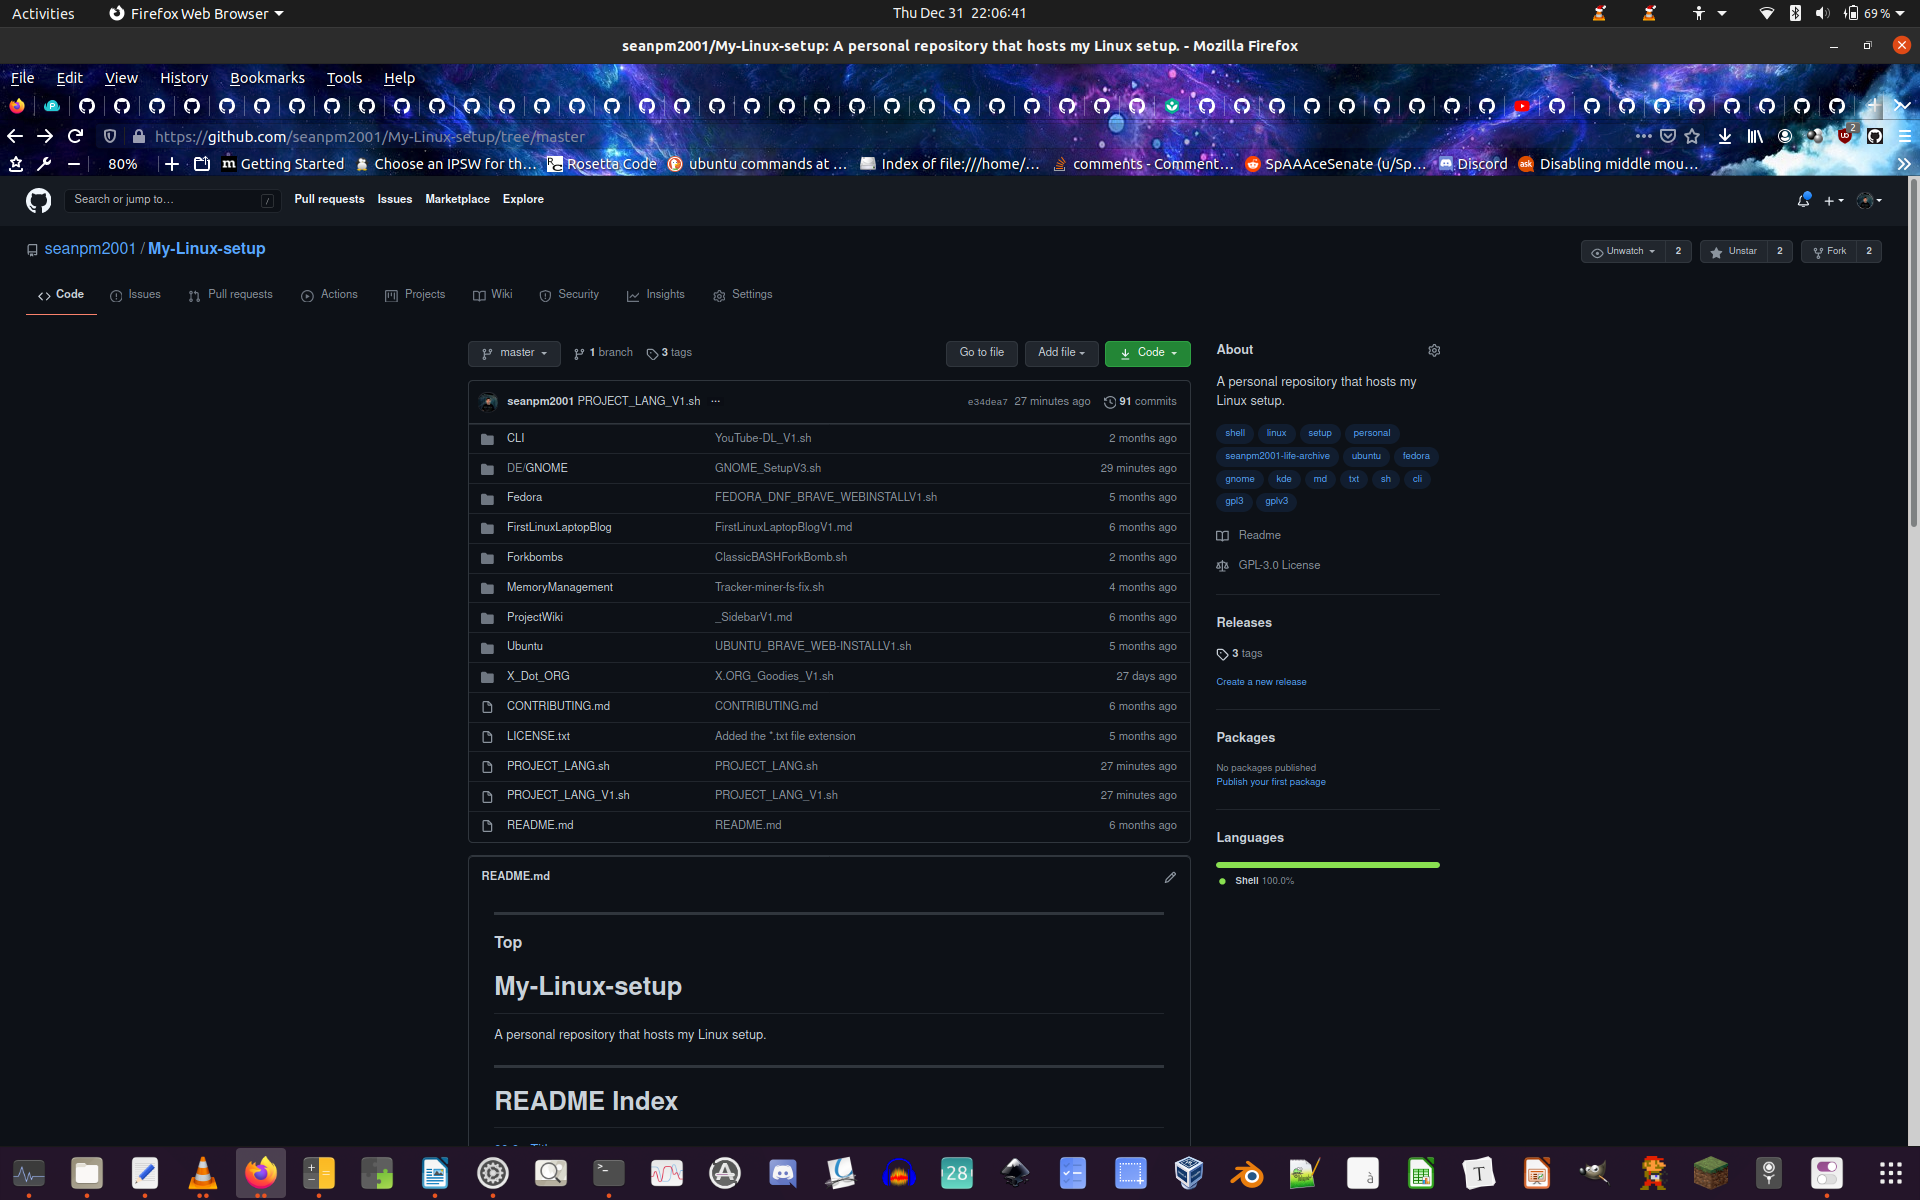 Activities Firefox Web Browser Thu Dec 31 22:06:41 69 %
seanpm2001/My-Linux-setup: A personal repository that hosts my Linux setup. - Mozilla Firefox
File Edit View History Bookmarks Tools Help
https://github.com/seanpm2001/My-Linux-setup/tree/master 2
80% Getting Started Choose an IPSW for th… Rosetta Code ubuntu commands at … Index of file:///home/… comments - Comment… SpAAAceSenate (u/Sp… Discord Disabling middle mou…
Search or jump to… / Pull requests Issues Marketplace Explore
seanpm2001 / My-Linux-setup Unwatch 2 Unstar 2 Fork 2
Code Issues Pull requests Actions Projects Wiki Security Insights Settings
master 1 branch 3 tags Go to file Add file Code
seanpm2001 PROJECT_LANG_V1.sh ... e34dea7 27 minutes ago 91 commits
CLI YouTube-DL_V1.sh 2 months ago
DE/GNOME GNOME_SetupV3.sh 29 minutes ago
Fedora FEDORA_DNF_BRAVE_WEBINSTALLV1.sh 5 months ago
FirstLinuxLaptopBlog FirstLinuxLaptopBlogV1.md 6 months ago
Forkbombs ClassicBASHForkBomb.sh 2 months ago
MemoryManagement Tracker-miner-fs-fix.sh 4 months ago
ProjectWiki _SidebarV1.md 6 months ago
Ubuntu UBUNTU_BRAVE_WEB-INSTALLV1.sh 5 months ago
X_Dot_ORG X.ORG_Goodies_V1.sh 27 days ago
CONTRIBUTING.md CONTRIBUTING.md 6 months ago
LICENSE.txt Added the *.txt file extension 5 months ago
PROJECT_LANG.sh PROJECT_LANG.sh 27 minutes ago
PROJECT_LANG_V1.sh PROJECT_LANG_V1.sh 27 minutes ago
README.md README.md 6 months ago
README.md
Top
My-Linux-setup
A personal repository that hosts my Linux setup.
README Index
About
A personal repository that hosts my
Linux setup.
shell linux setup personal
seanpm2001-life-archive ubuntu fedora
gnome kde md txt sh cli
gpl3 gplv3
Readme
GPL-3.0 License
Releases
3 tags
Create a new release
Packages
No packages published
Publish your first package
Languages
Shell 100.0%
28